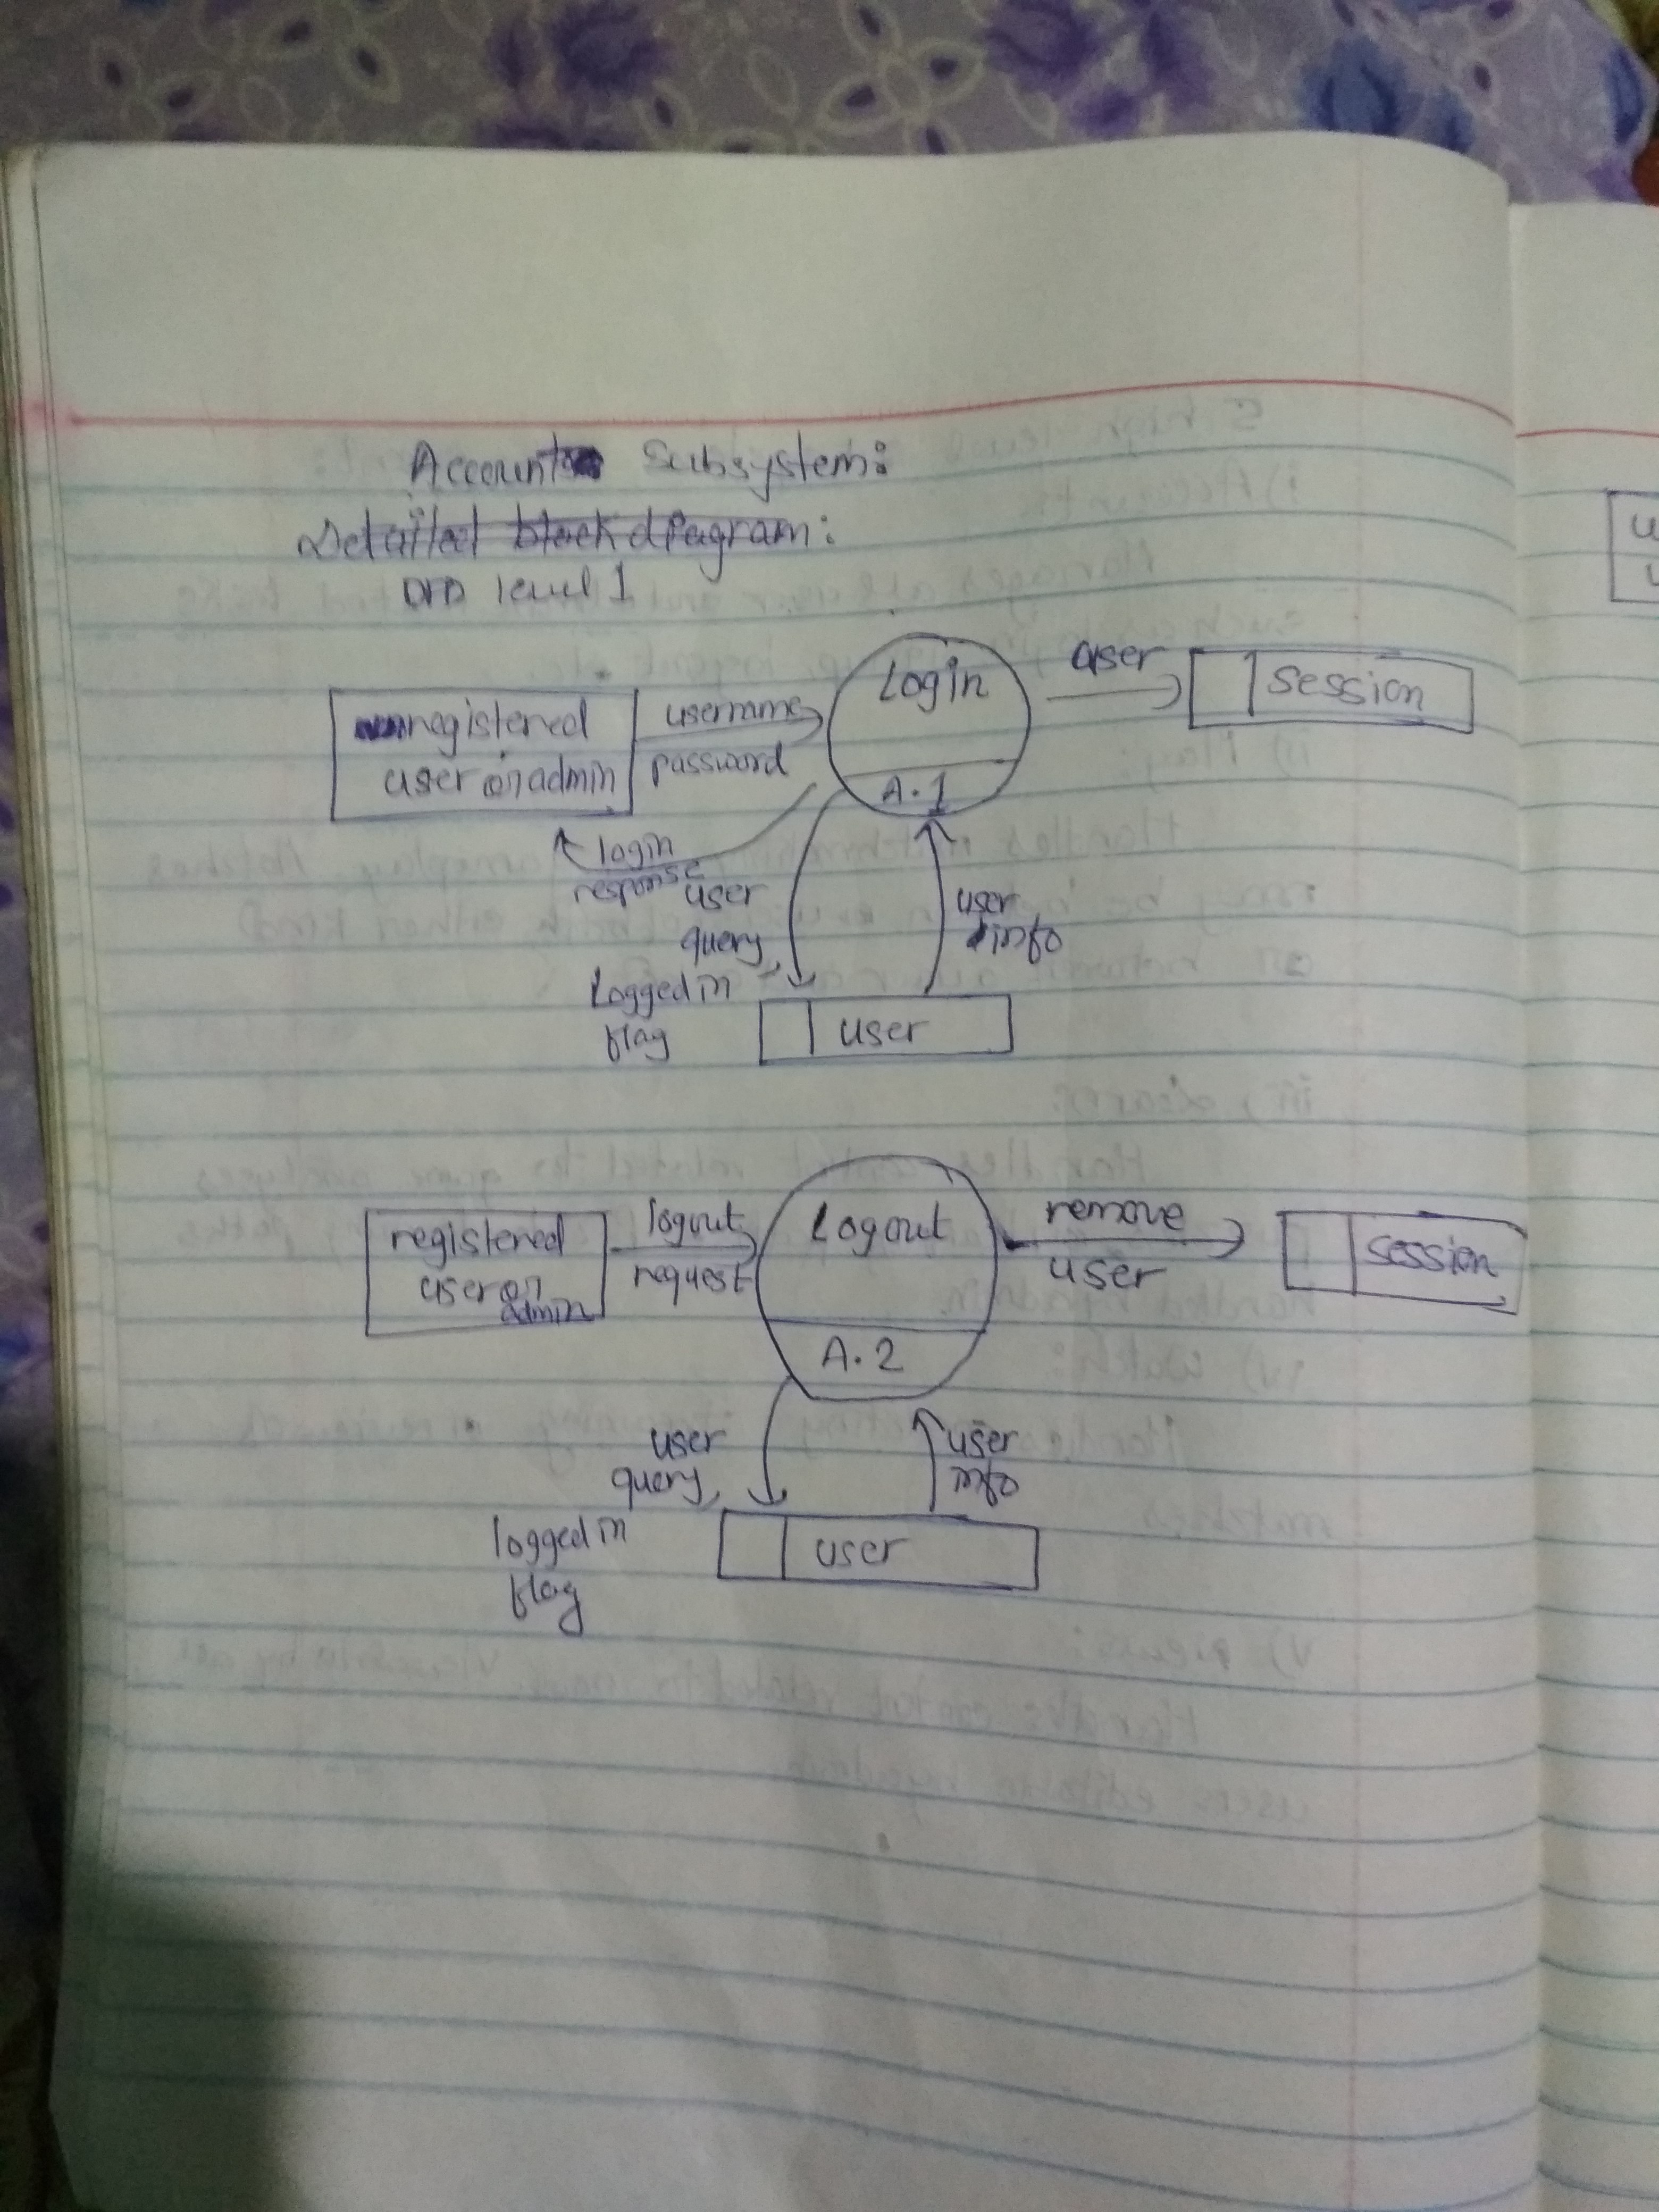 Account Subsystem:
Detailed block diagram:
DFD level 1
registered
user or admin
username
password
Login
A.1
user
session
login
response
user
query,
Logged in
flag
user
info
user
registered
user or
admin
logout
request
Logout
A.2
remove
user
session
user
query,
logged in
flag
user
info
user